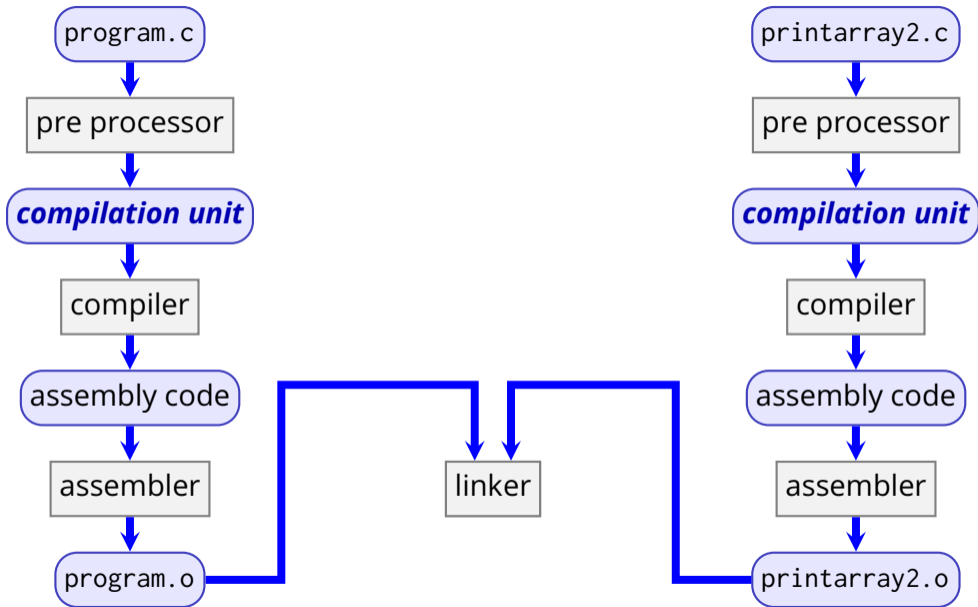 program.c
pre processor
compilation unit
compiler
assembly code
assembler
program.o
linker
printarray2.c
pre processor
compilation unit
compiler
assembly code
assembler
printarray2.o